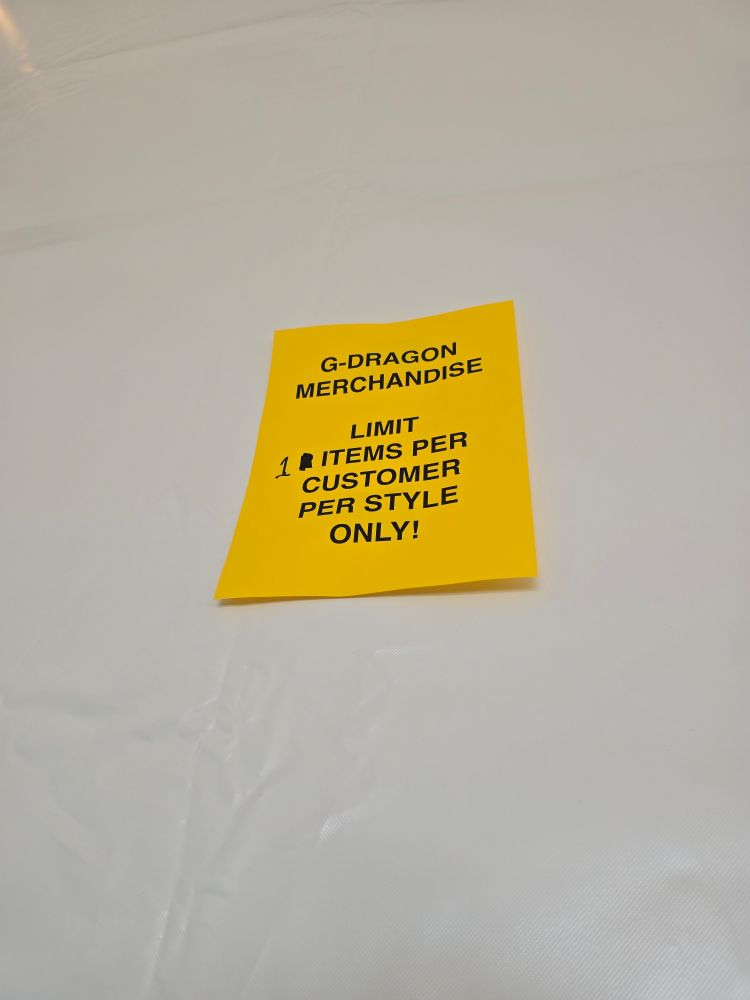 G-DRAGON
MERCHANDISE
LIMIT
1 ITEMS PER
CUSTOMER
PER STYLE
ONLY!